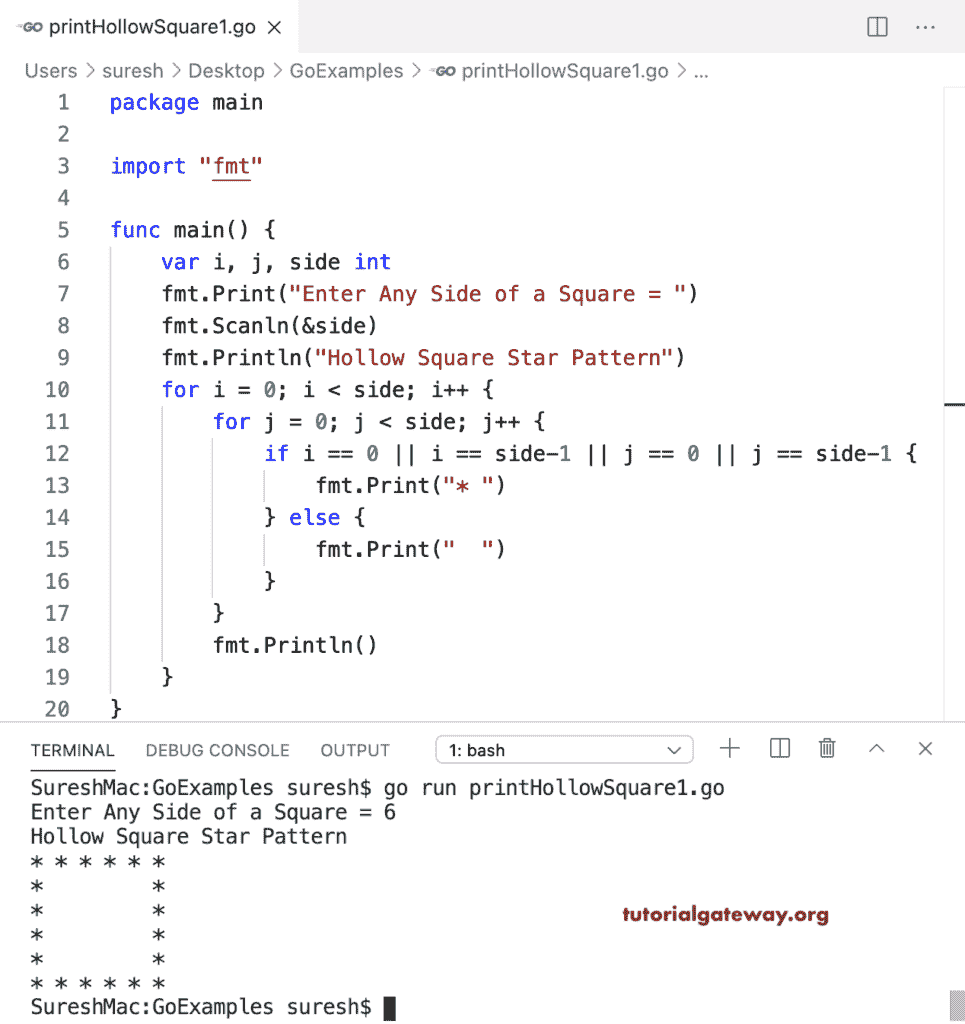 GO printHollowSquare1.go ×
Users > suresh > Desktop > GoExamples > GO printHollowSquare1.go > ...
1 package main
2
3 import "fmt"
4
5 func main() {
6     var i, j, side int
7     fmt.Print("Enter Any Side of a Square = ")
8     fmt.Scanln(&side)
9     fmt.Println("Hollow Square Star Pattern")
10     for i = 0; i < side; i++ {
11         for j = 0; j < side; j++ {
12             if i == 0 || i == side-1 || j == 0 || j == side-1 {
13                 fmt.Print("* ")
14             } else {
15                 fmt.Print("  ")
16             }
17         }
18         fmt.Println()
19     }
20 }
TERMINAL DEBUG CONSOLE OUTPUT 1: bash
SureshMac:GoExamples suresh$ go run printHollowSquare1.go
Enter Any Side of a Square = 6
Hollow Square Star Pattern
* * * * * *
*         *
*         *
tutorialgateway.org
*         *
*         *
* * * * * *
SureshMac:GoExamples suresh$